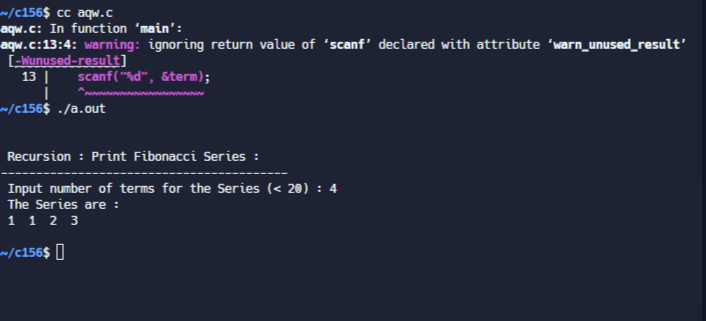 ~/c156$ cc aqw.c
aqw.c: In function ‘main’:
aqw.c:13:4: warning: ignoring return value of ‘scanf’ declared with attribute ‘warn_unused_result’
 [-Wunused-result]
   13 |    scanf("%d", &term);
      |    ^~~~~~~~~~~~~~~~~~
~/c156$ ./a.out
 Recursion : Print Fibonacci Series :
-----------------------------------------
 Input number of terms for the Series (< 20) : 4
 The Series are :
 1  1  2  3
~/c156$